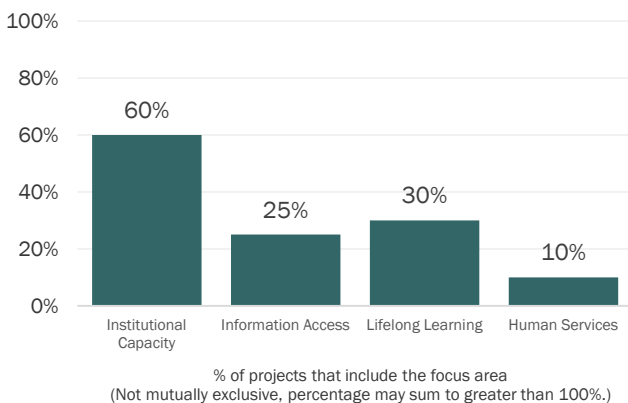 100%
80%
60%
40%
20%
0%
60%
25%
30%
10%
Institutional
Capacity
Information Access
Lifelong Learning
Human Services
% of projects that include the focus area
(Not mutually exclusive, percentage may sum to greater than 100%.)